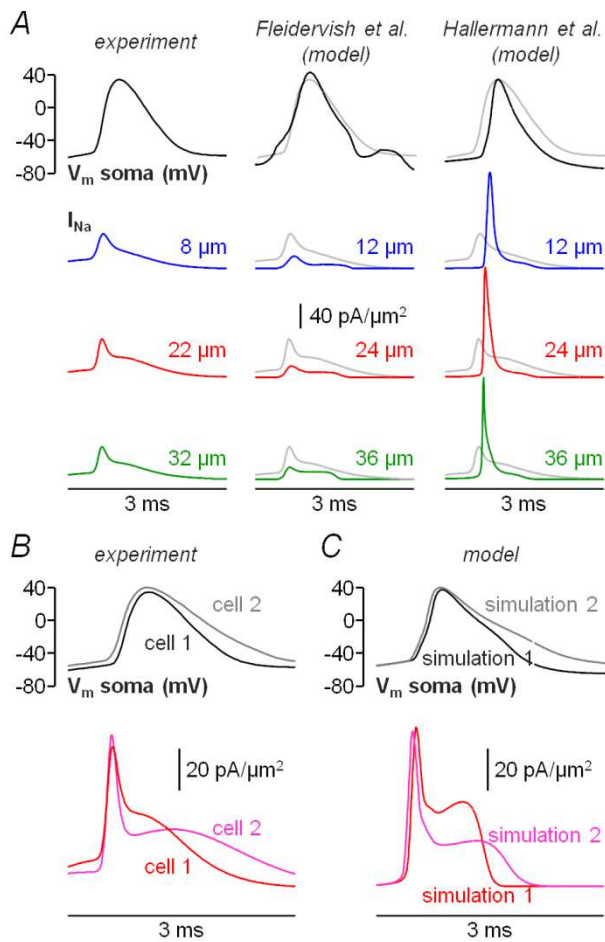 A
experiment
Fleidervish et al.
(model)
Hallermann et al.
(model)
40
0
-40
-80
Vm soma (mV)
INa
8 µm
12 µm
12 µm
40 pA/µm²
22 µm
24 µm
24 µm
32 µm
36 µm
36 µm
3 ms
3 ms
3 ms
B
experiment
C
model
40
0
-40
-80
cell 2
cell 1
Vm soma (mV)
40
0
-40
-80
simulation 2
simulation 1
Vm soma (mV)
20 pA/µm²
cell 2
cell 1
3 ms
20 pA/µm²
simulation 2
simulation 1
3 ms